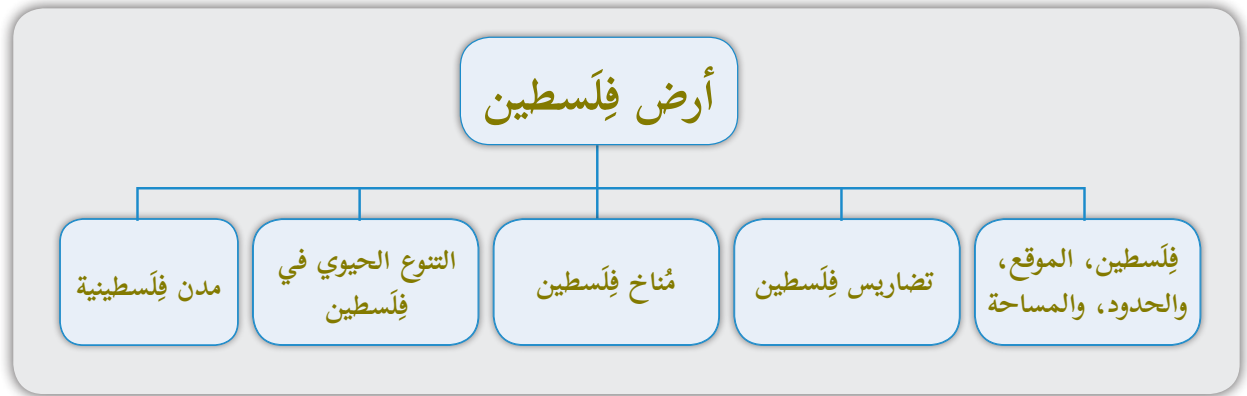 أرض فِلَسطين
فِلَسطين، الموقع،
والحدود، والمساحة
تضاريس فِلَسطين
مُناخ فِلَسطين
التنوع الحيوي في
فِلَسطين
مدن فِلَسطينية